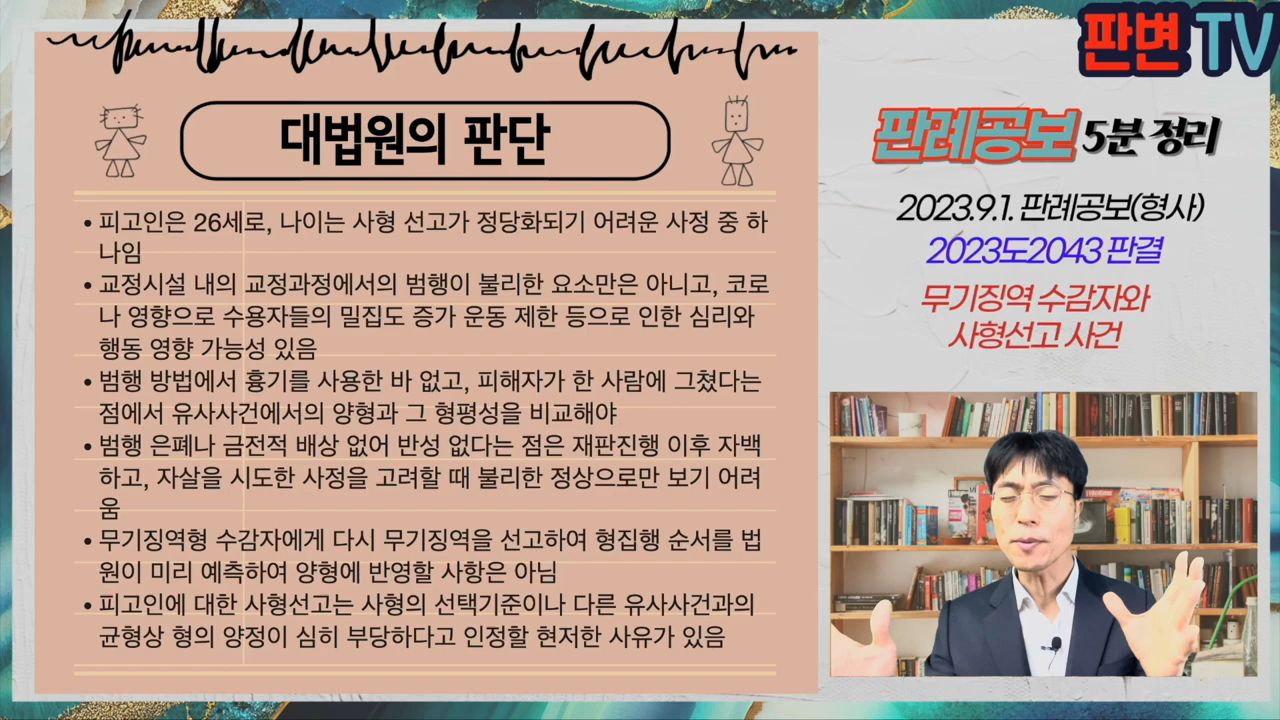 판변 TV
대법원의 판단
• 피고인은 26세로, 나이는 사형 선고가 정당화되기 어려운 사정 중 하
나임
• 교정시설 내의 교정과정에서의 범행이 불리한 요소만은 아니고, 코로
나 영향으로 수용자들의 밀집도 증가 운동 제한 등으로 인한 심리와
행동 영향 가능성 있음
• 범행 방법에서 흉기를 사용한 바 없고, 피해자가 한 사람에 그쳤다는
점에서 유사사건에서의 양형과 그 형평성을 비교해야
• 범행 은폐나 금전적 배상 없어 반성 없다는 점은 재판진행 이후 자백
하고, 자살을 시도한 사정을 고려할 때 불리한 정상으로만 보기 어려
움
• 무기징역형 수감자에게 다시 무기징역을 선고하여 형집행 순서를 법
원이 미리 예측하여 양형에 반영할 사항은 아님
• 피고인에 대한 사형선고는 사형의 선택기준이나 다른 유사사건과의
균형상 형의 양정이 심히 부당하다고 인정할 현저한 사유가 있음
판례공보 5분 정리
2023.9.1. 판례공보(형사)
2023도2043 판결
무기징역 수감자와
사형선고 사건